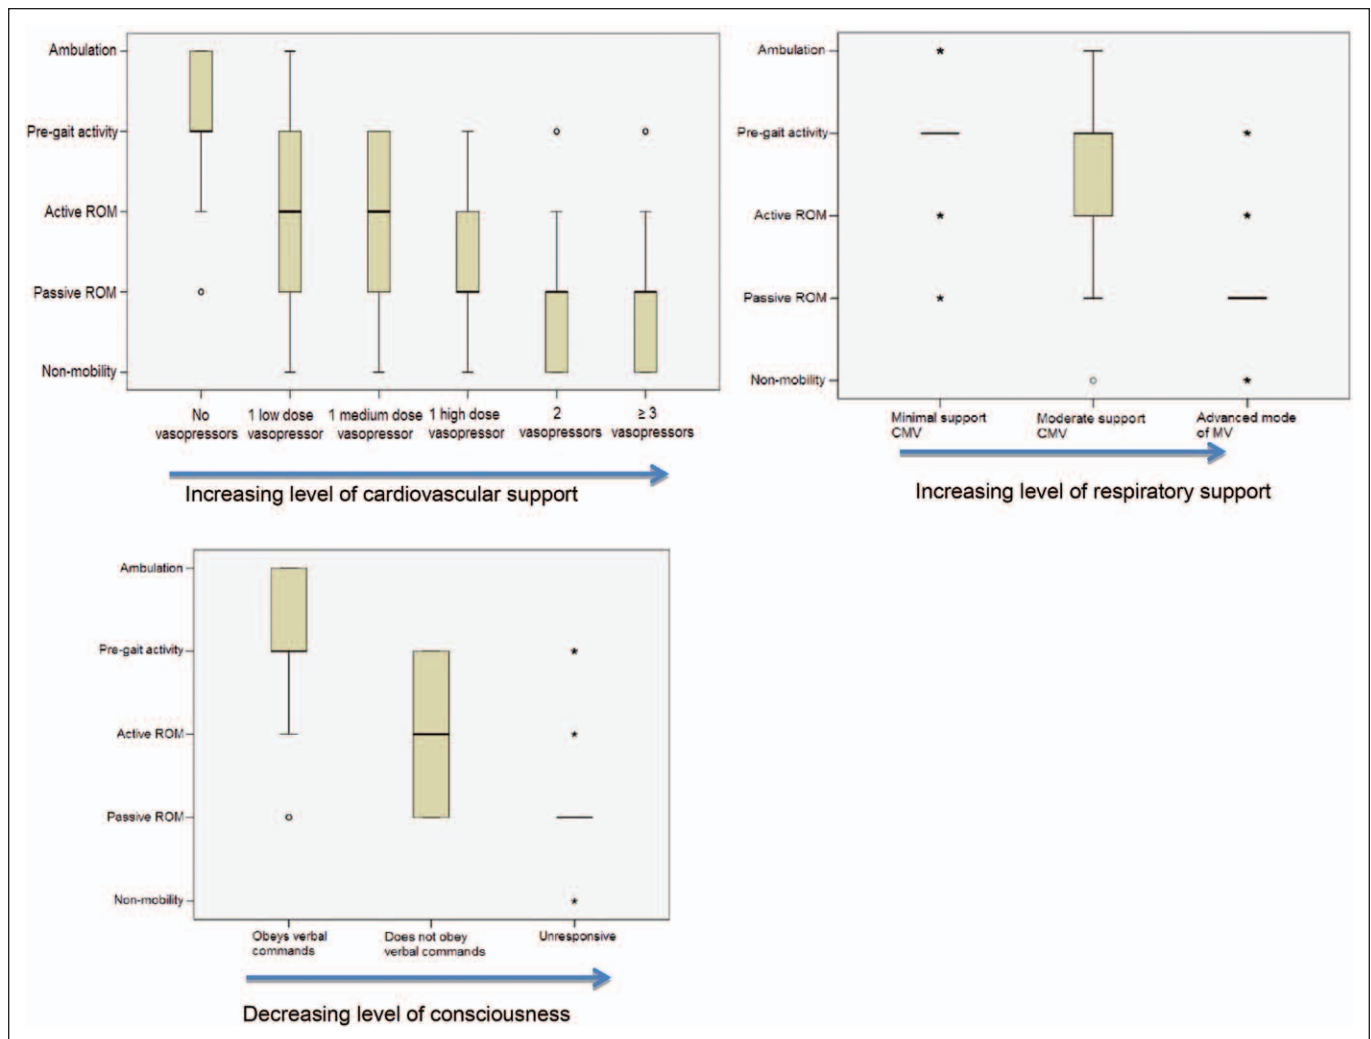 Ambulation
Pre-gait activity
Active ROM
Passive ROM
Non-mobility
No
vasopressors
1 low dose
vasopressor
1 medium dose
vasopressor
1 high dose
vasopressor
2
vasopressors
≥ 3
vasopressors
Increasing level of cardiovascular support
Ambulation
Pre-gait activity
Active ROM
Passive ROM
Non-mobility
Minimal support
CMV
Moderate support
CMV
Advanced mode
of MV
Increasing level of respiratory support
Ambulation
Pre-gait activity
Active ROM
Passive ROM
Non-mobility
Obeys verbal
commands
Does not obey
verbal commands
Unresponsive
Decreasing level of consciousness